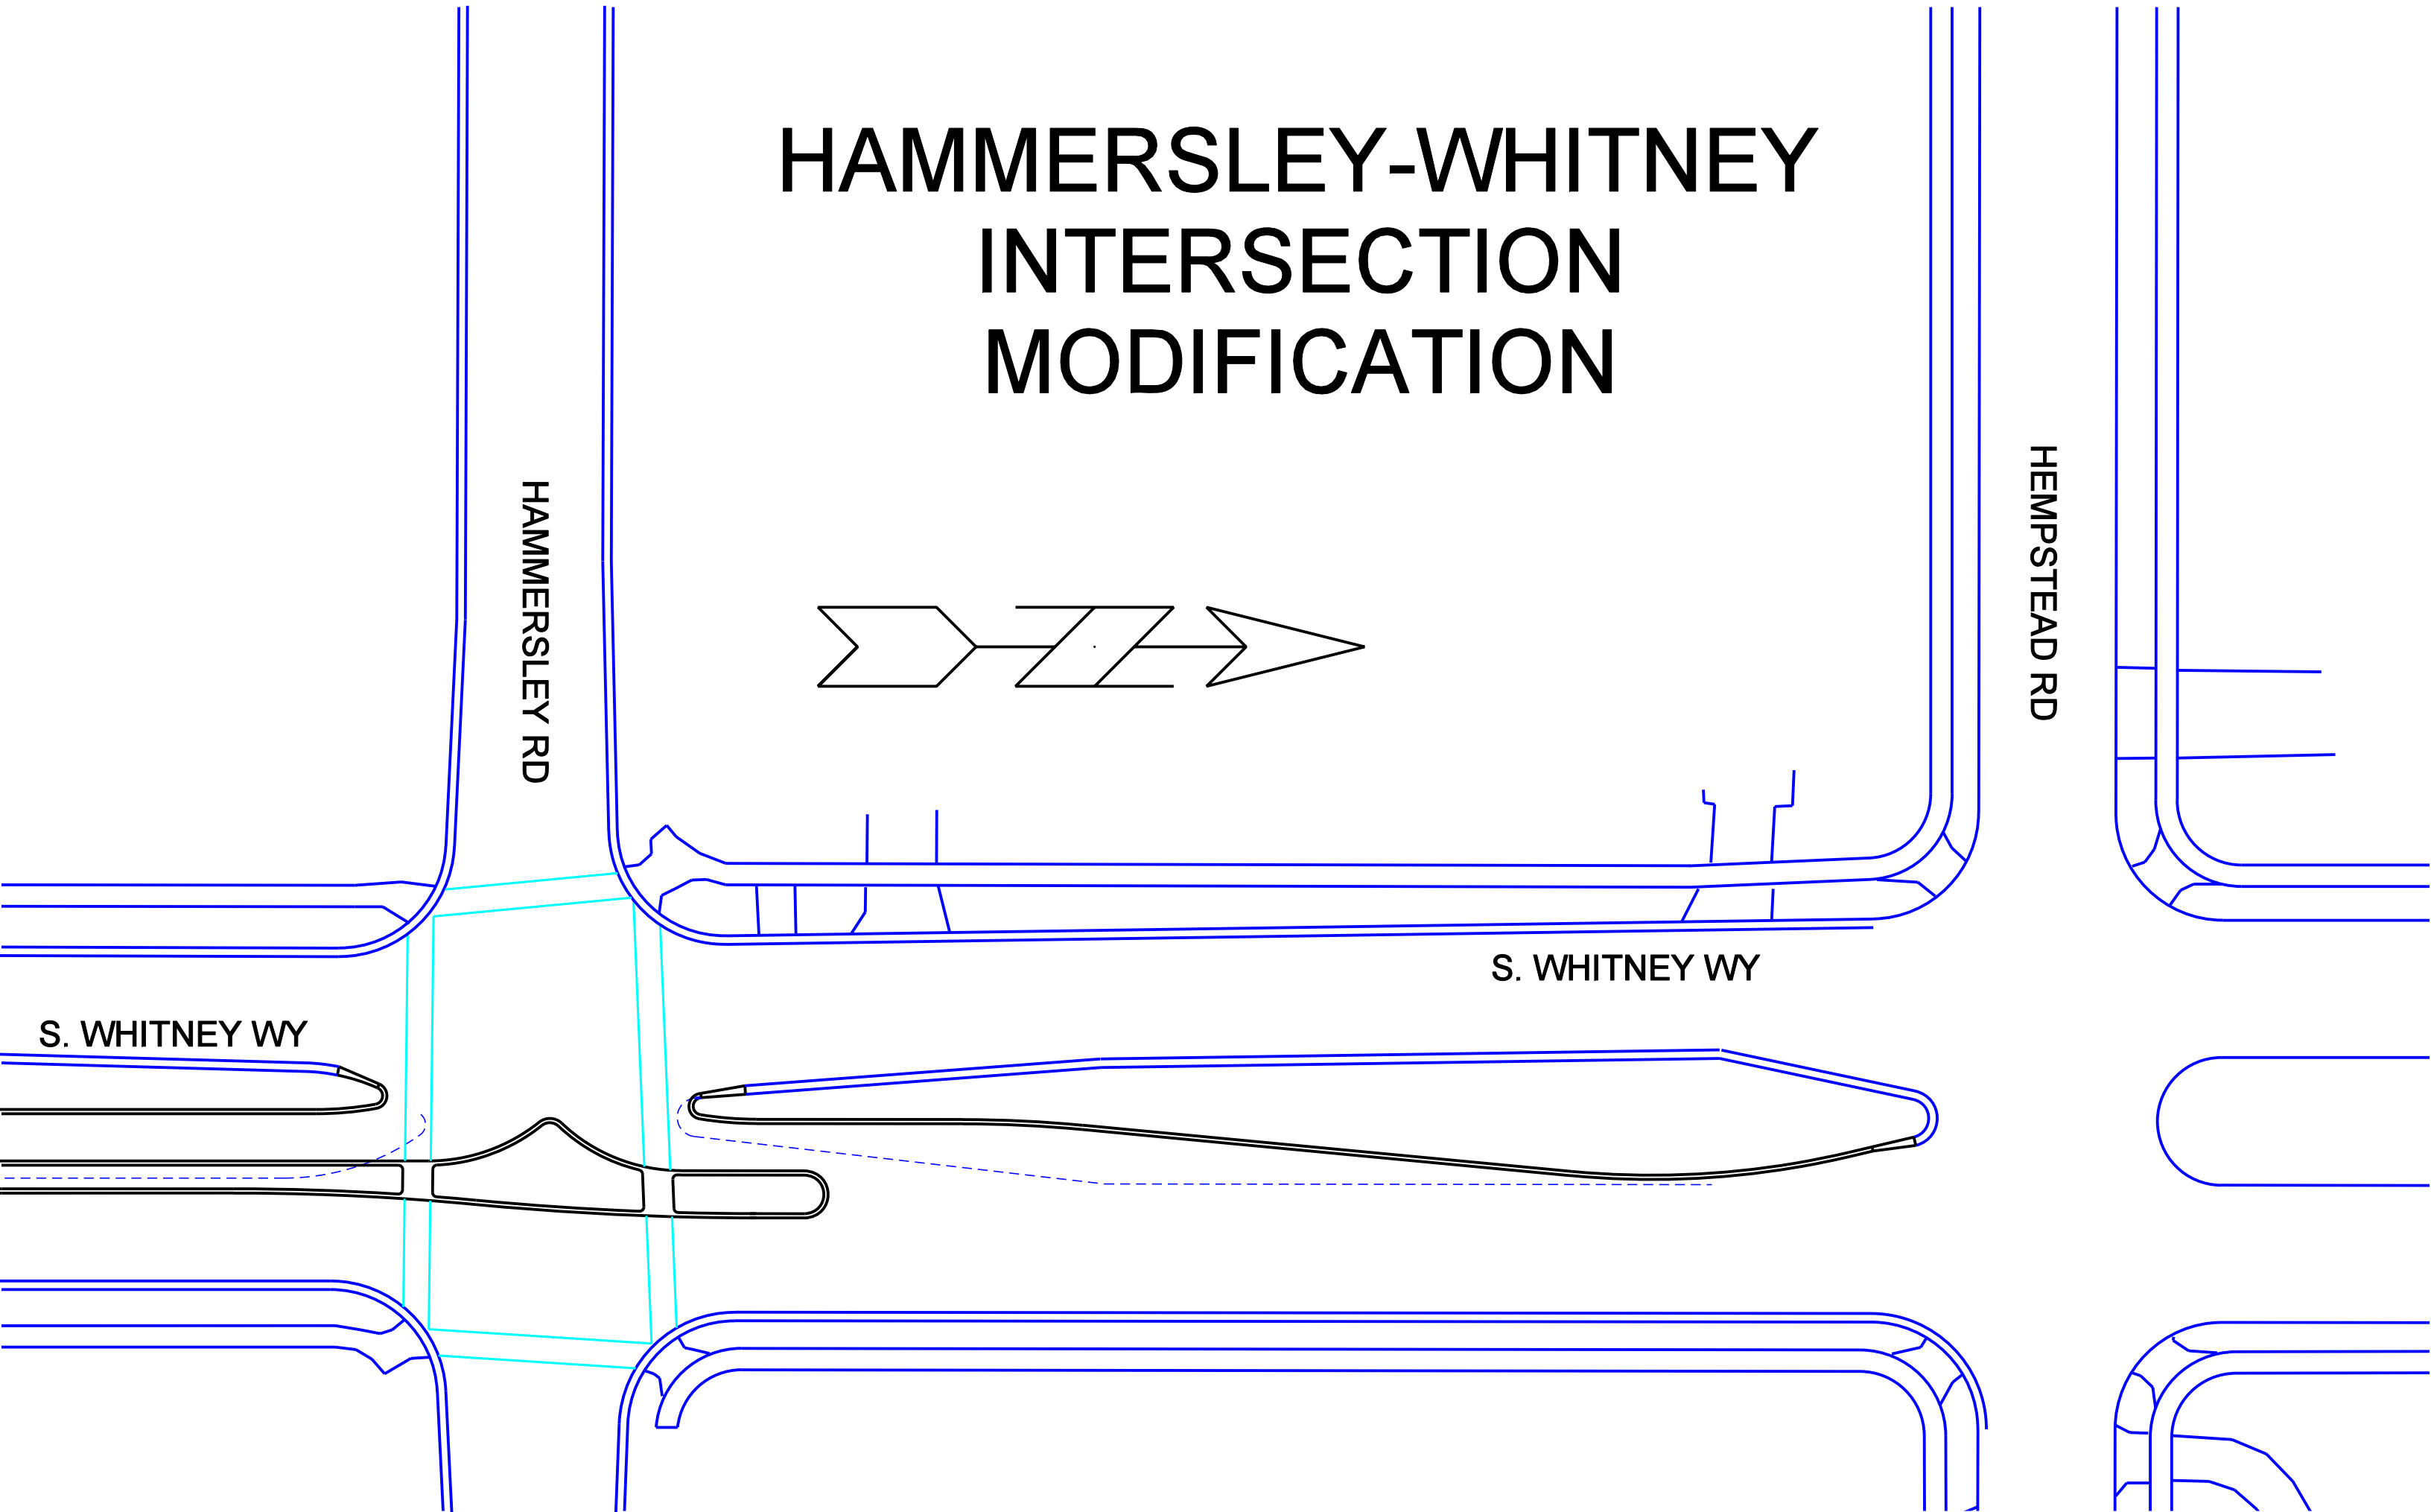 HAMMERSLEY-WHITNEY
INTERSECTION
MODIFICATION
HAMMERSLEY RD
HEMPSTEAD RD
S. WHITNEY WY
S. WHITNEY WY